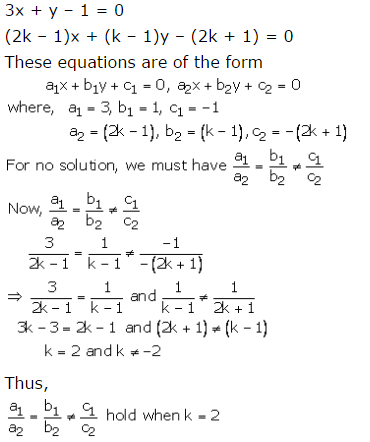 3x + y − 1 = 0
(2k − 1)x + (k − 1)y − (2k + 1) = 0
These equations are of the form
a₁x + b₁y + c₁ = 0, a₂x + b₂y + c₂ = 0
where, a₁ = 3, b₁ = 1, c₁ = −1
a₂ = (2k − 1), b₂ = (k − 1), c₂ = −(2k + 1)
For no solution, we must have a₁/a₂ = b₁/b₂ ≠ c₁/c₂
Now, a₁/a₂ = b₁/b₂ ≠ c₁/c₂
3/(2k − 1) = 1/(k − 1) ≠ −1/−(2k + 1)
⇒ 3/(2k − 1) = 1/(k − 1) and 1/(k − 1) ≠ 1/(2k + 1)
3k − 3 = 2k − 1 and (2k + 1) ≠ (k − 1)
k = 2 and k ≠ −2
Thus,
a₁/a₂ = b₁/b₂ ≠ c₁/c₂ hold when k = 2